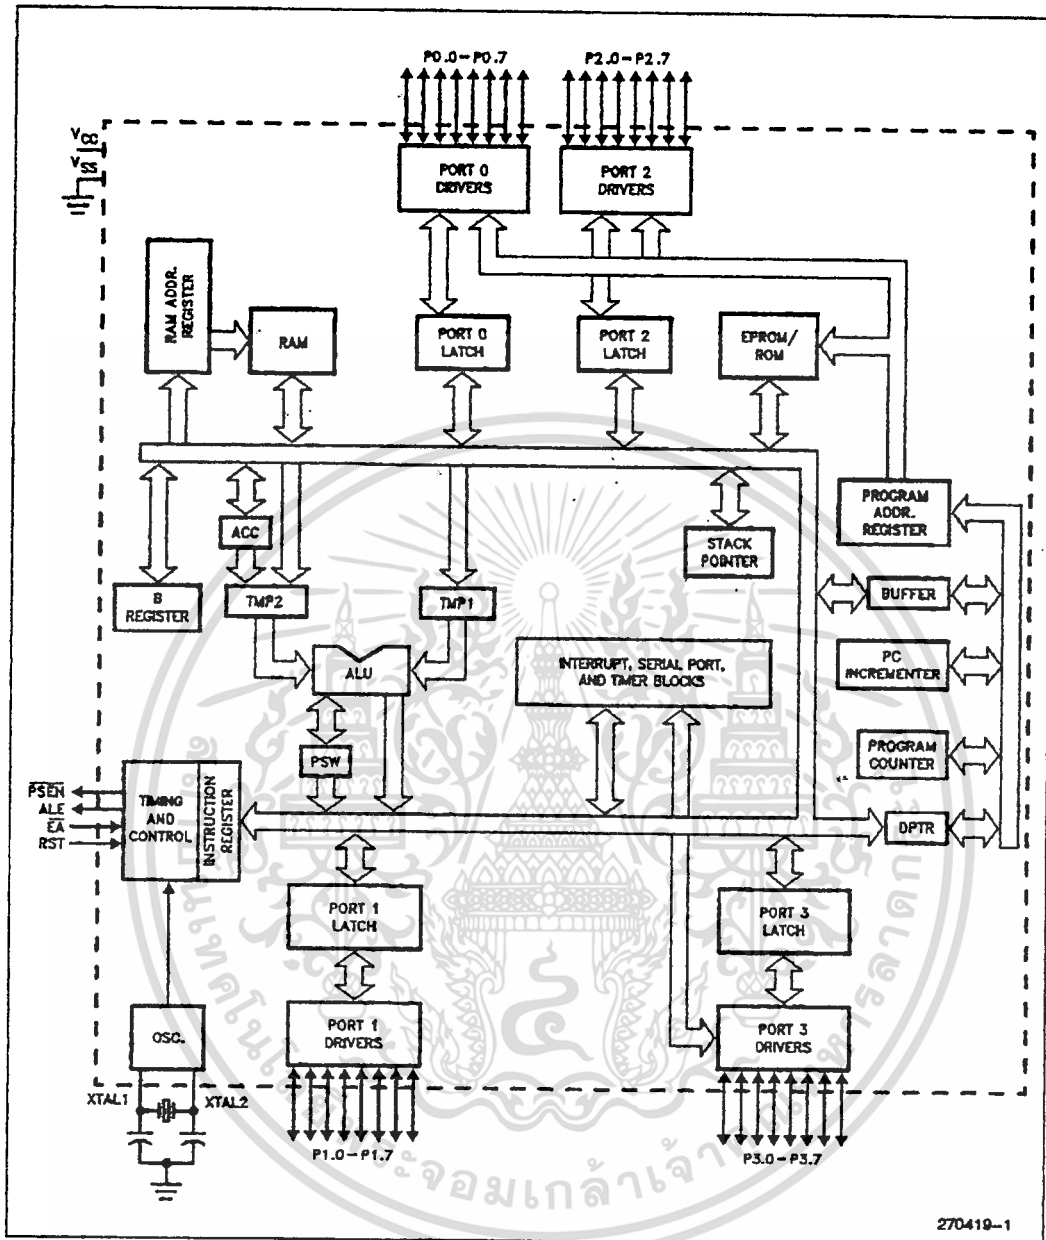 P0.0–P0.7
P2.0–P2.7
VCC
VSS
PORT 0
DRIVERS
PORT 2
DRIVERS
RAM ADDR.
REGISTER
RAM
PORT 0
LATCH
PORT 2
LATCH
EPROM/
ROM
PROGRAM
ADDR.
REGISTER
ACC
STACK
POINTER
B
REGISTER
TMP2
TMP1
BUFFER
ALU
INTERRUPT, SERIAL PORT,
AND TIMER BLOCKS
PC
INCREMENTER
PSW
PROGRAM
COUNTER
PSEN
ALE
EA
RST
TIMING
AND
CONTROL
INSTRUCTION
REGISTER
DPTR
PORT 1
LATCH
PORT 3
LATCH
OSC.
PORT 1
DRIVERS
PORT 3
DRIVERS
XTAL1
XTAL2
P1.0–P1.7
P3.0–P3.7
270419–1